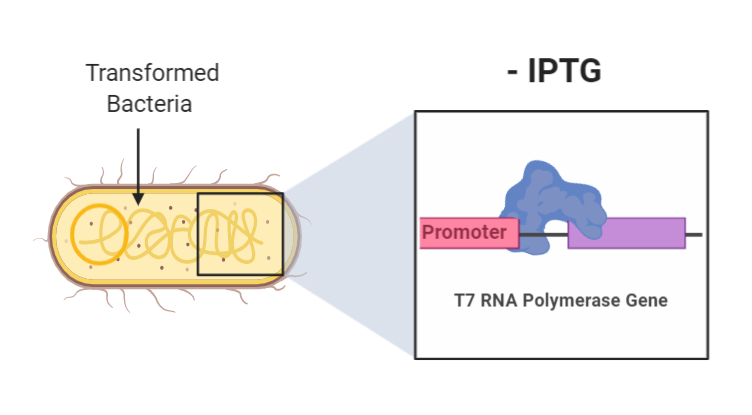 Transformed
Bacteria
- IPTG
Promoter
T7 RNA Polymerase Gene